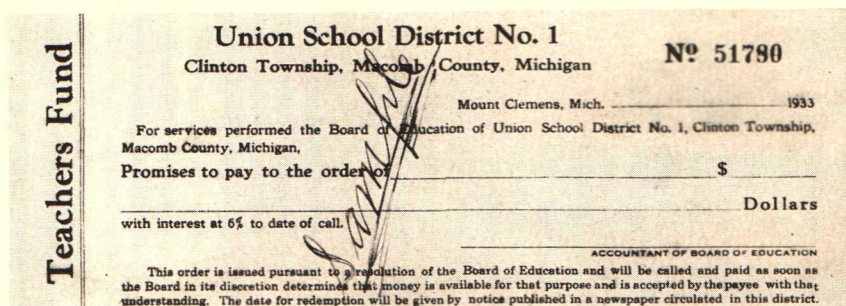 Teachers Fund
Union School District No. 1
Clinton Township, Macomb County, Michigan
Nº 51780
Mount Clemens, Mich. 1933
For services performed the Board of Education of Union School District No. 1, Clinton Township,
Macomb County, Michigan,
Promises to pay to the order of $
Dollars
with interest at 6% to date of call.
Sample
ACCOUNTANT OF BOARD OF EDUCATION
This order is issued pursuant to a resolution of the Board of Education and will be called and paid as soon as
the Board in its discretion determines that money is available for that purpose and is accepted by the payee with that
understanding. The date for redemption will be given by notice published in a newspaper circulated in this district.